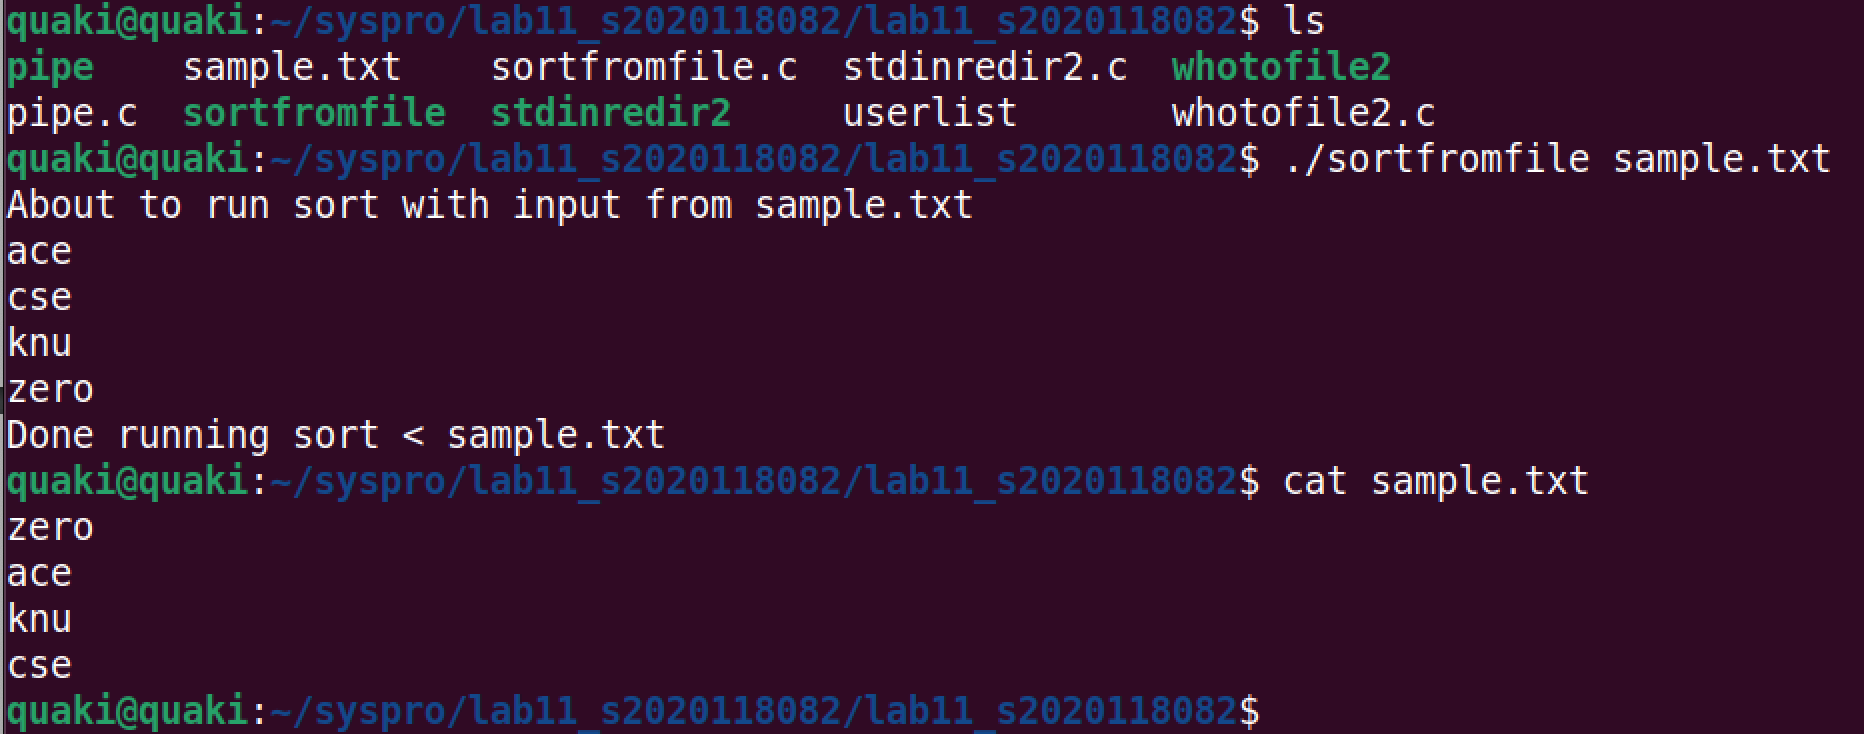 quaki@quaki:~/syspro/lab11_s2020118082/lab11_s2020118082$ ls
pipe    sample.txt    sortfromfile.c  stdinredir2.c  whotofile2
pipe.c  sortfromfile  stdinredir2     userlist       whotofile2.c
quaki@quaki:~/syspro/lab11_s2020118082/lab11_s2020118082$ ./sortfromfile sample.txt
About to run sort with input from sample.txt
ace
cse
knu
zero
Done running sort < sample.txt
quaki@quaki:~/syspro/lab11_s2020118082/lab11_s2020118082$ cat sample.txt
zero
ace
knu
cse
quaki@quaki:~/syspro/lab11_s2020118082/lab11_s2020118082$